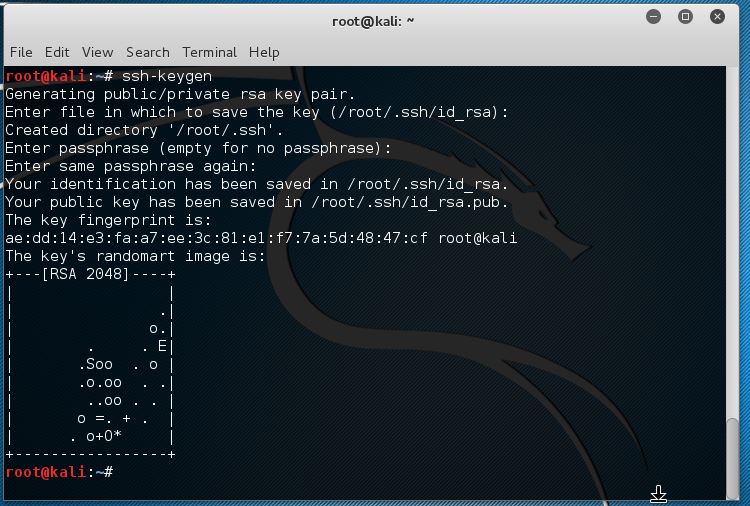 root@kali: ~
File Edit View Search Terminal Help
root@kali:~# ssh-keygen
Generating public/private rsa key pair.
Enter file in which to save the key (/root/.ssh/id_rsa):
Created directory '/root/.ssh'.
Enter passphrase (empty for no passphrase):
Enter same passphrase again:
Your identification has been saved in /root/.ssh/id_rsa.
Your public key has been saved in /root/.ssh/id_rsa.pub.
The key fingerprint is:
ae:dd:14:e3:fa:a7:ee:3c:81:e1:f7:7a:5d:48:47:cf root@kali
The key's randomart image is:
+---[RSA 2048]----+
|                 |
|                .|
|               o.|
|        .     . E|
|       .Soo  . o |
|       .o.oo  . .|
|        ..oo . . |
|       o =. + .  |
|      . o+O*     |
+-----------------+
root@kali:~#